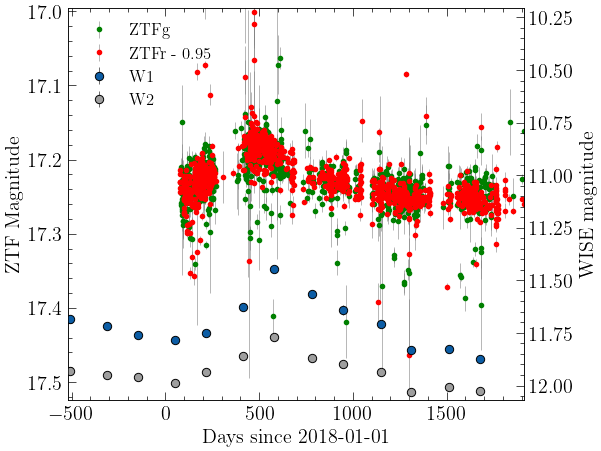 17.0
17.1
17.2
17.3
17.4
17.5
ZTF Magnitude
ZTFg
ZTFr - 0.95
W1
W2
10.25
10.50
10.75
11.00
11.25
11.50
11.75
12.00
WISE magnitude
−500
0
500
1000
1500
Days since 2018-01-01